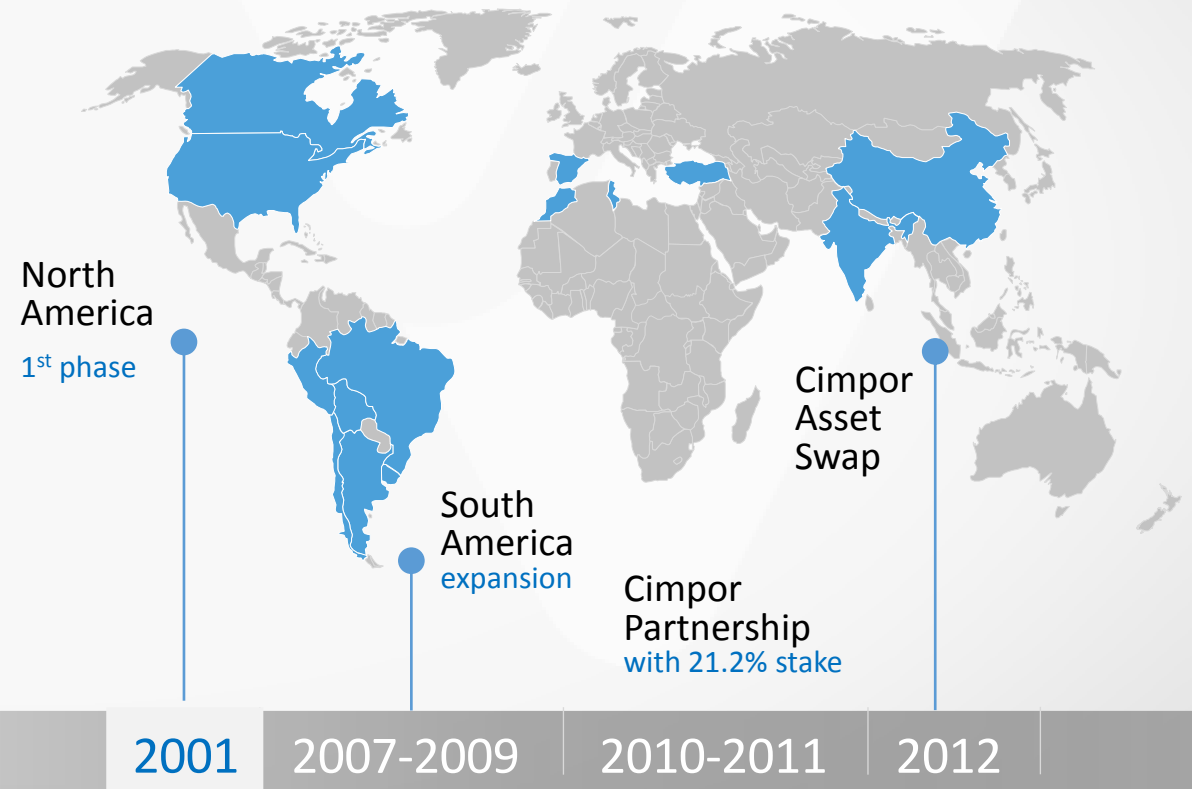 North
America
1st phase
South
America
expansion
Cimpor
Partnership
with 21.2% stake
Cimpor
Asset
Swap
2001
2007-2009
2010-2011
2012